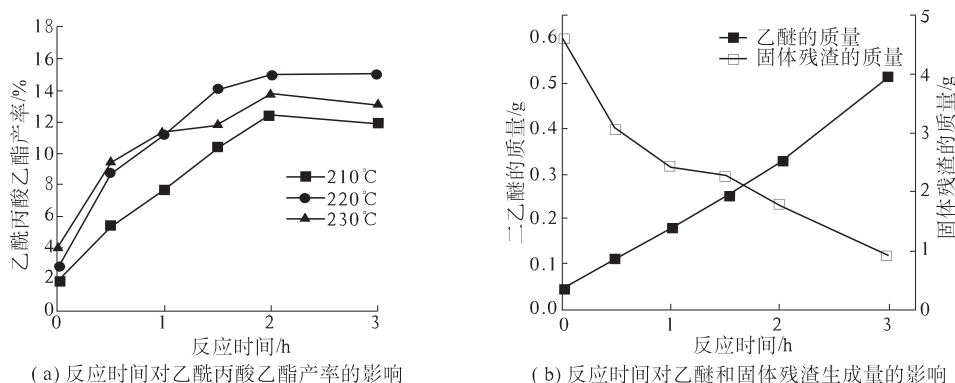 乙酰丙酸乙酯产率/%
18
16
14
12
10
8
6
4
2
0
0 1 2 3
反应时间/h
210℃
220℃
230℃
(a)反应时间对乙酰丙酸乙酯产率的影响
二乙醚的质量/g
0.6
0.5
0.4
0.3
0.2
0.1
0.0
0 1 2 3
反应时间/h
乙醚的质量
固体残渣的质量
5
4
3
2
1
0
固体残渣的质量/g
(b)反应时间对乙醚和固体残渣生成量的影响